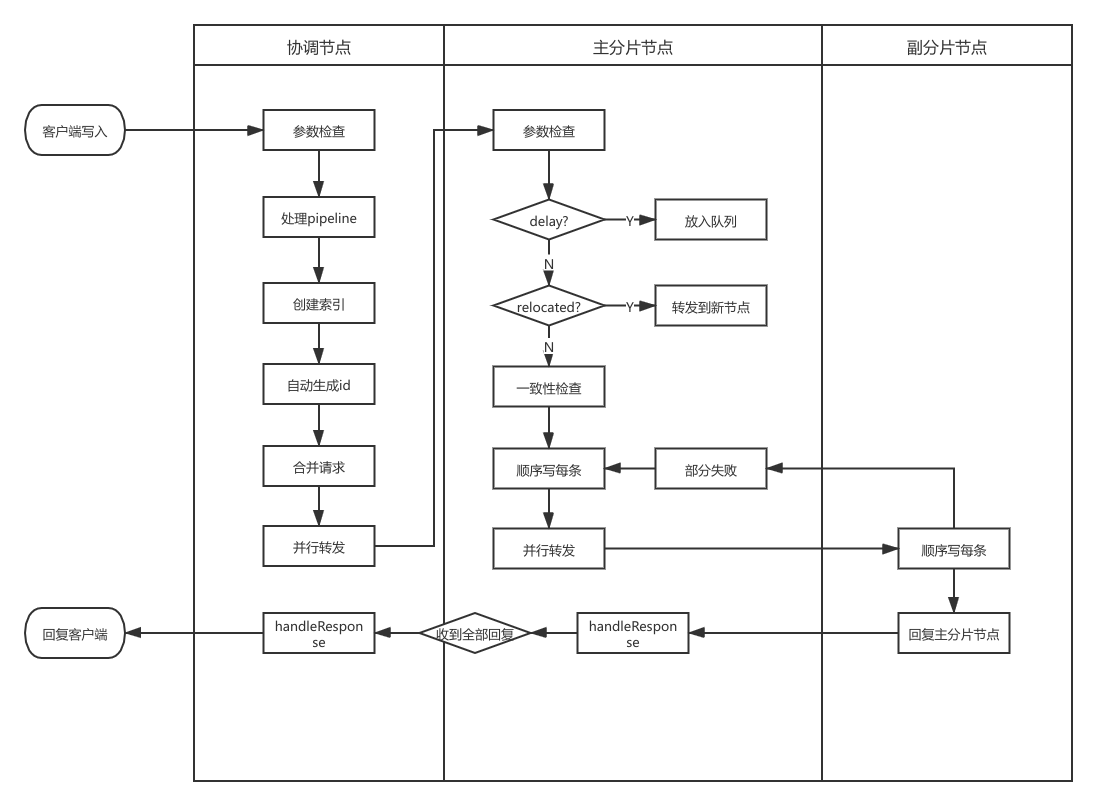 协调节点
主分片节点
副分片节点
客户端写入
参数检查
参数检查
处理pipeline
delay?
Y
放入队列
N
创建索引
relocated?
Y
转发到新节点
N
自动生成id
一致性检查
合并请求
顺序写每条
部分失败
并行转发
并行转发
顺序写每条
回复客户端
handleRespon
se
收到全部回复
handleRespon
se
回复主分片节点